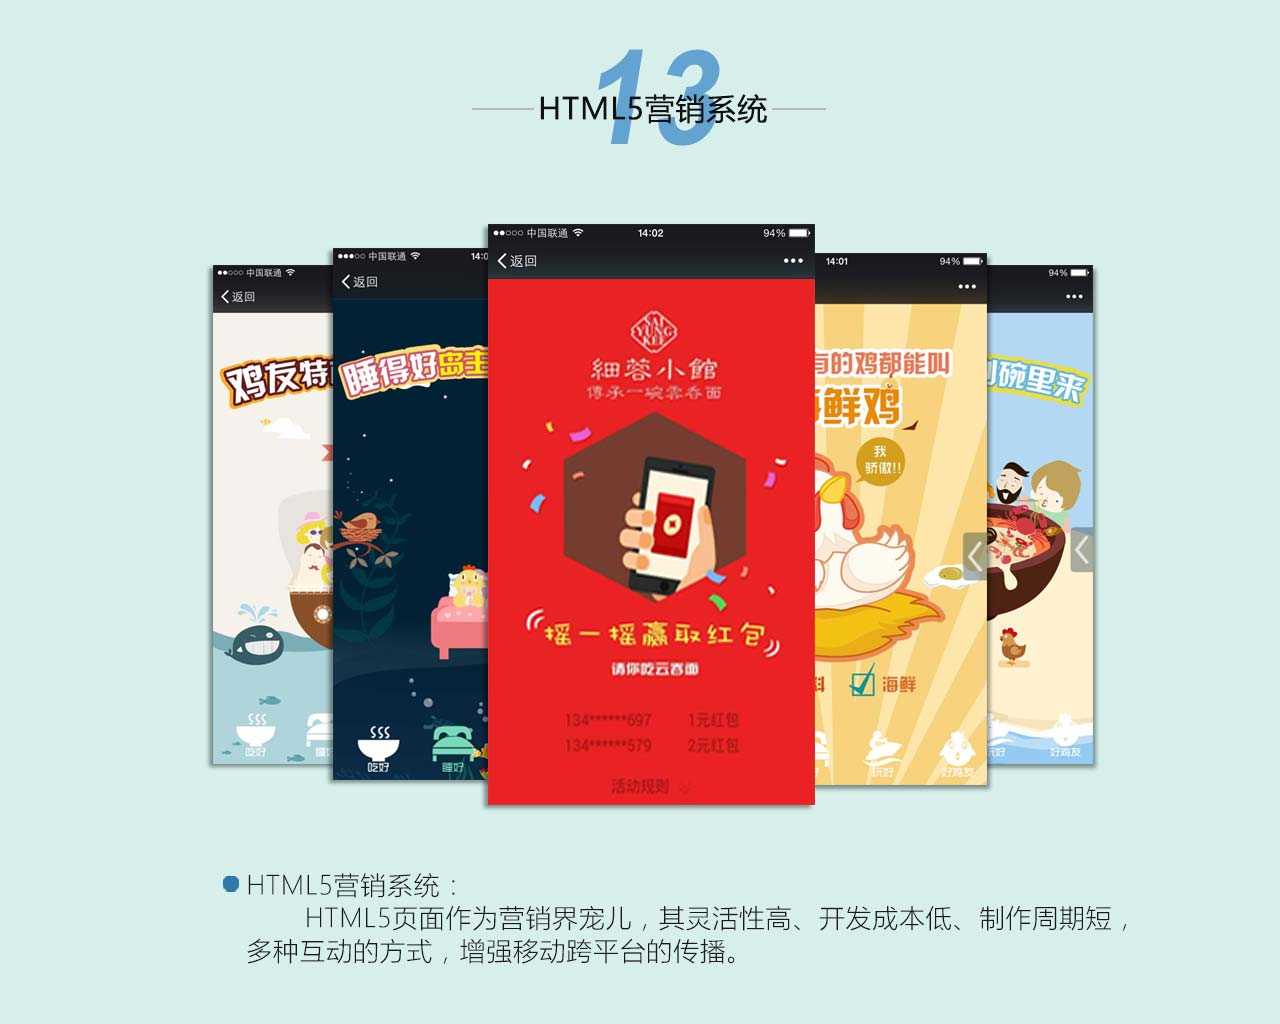 13
HTML5营销系统
中国联通
返回
鸡友特
吃好
中国联通
14:0
返回
睡得好岛主
吃好
睡好
中国联通
14:02
94%
返回
NAI
YUNG
KEE
細蓉小館
傳承一碗雲吞面
摇一摇赢取红包
请你吃云吞面
134******697 1元红包
134******579 2元红包
活动规则
14:01
94%
有的鸡都能叫
海鲜鸡
我
骄傲!!
料
海鲜
玩好
好鸡友
94%
碗里来
玩好
好鸡友
HTML5营销系统：
HTML5页面作为营销界宠儿，其灵活性高、开发成本低、制作周期短，
多种互动的方式，增强移动跨平台的传播。